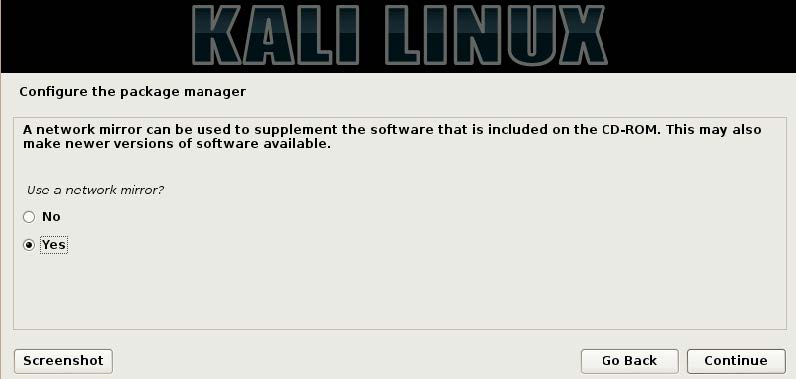 KALI LINUX
Configure the package manager
A network mirror can be used to supplement the software that is included on the CD-ROM. This may also
make newer versions of software available.
Use a network mirror?
No
Yes
Screenshot
Go Back
Continue